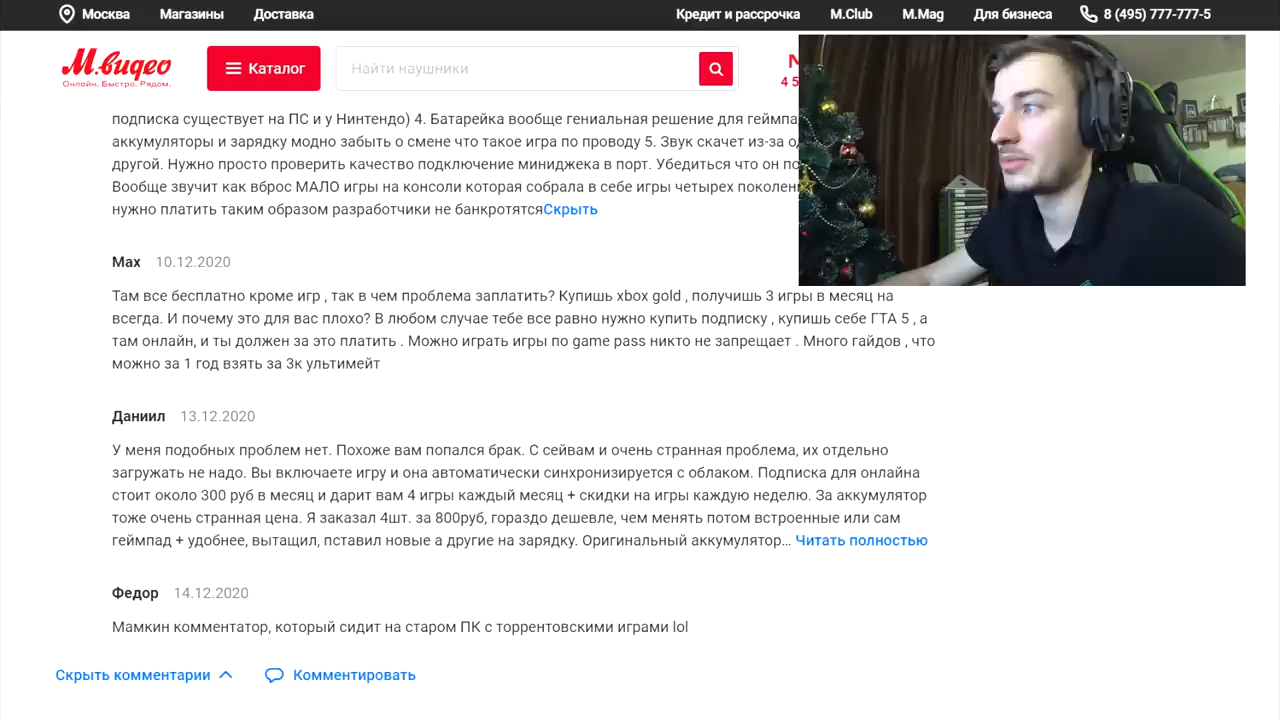 Москва Магазины Доставка Кредит и рассрочка M.Club M.Mag Для бизнеса 8 (495) 777-777-5
М.видео Каталог Найти наушники
Онлайн. Быстро. Рядом. 4 5
подписка существует на ПС и у Нинтендо) 4. Батарейка вообще гениальная решение для геймпа
аккумуляторы и зарядку модно забыть о смене что такое игра по проводу 5. Звук скачет из-за
другой. Нужно просто проверить качество подключение миниджека в порт. Убедиться что он
Вообще звучит как вброс МАЛО игры на консоли которая собрала в себе игры четырех
нужно платить таким образом разработчики не банкротятсяСкрыть
Мах 10.12.2020
Там все бесплатно кроме игр , так в чем проблема заплатить? Купишь xbox gold , получишь 3 игры в месяц на
всегда. И почему это для вас плохо? В любом случае тебе все равно нужно купить подписку , купишь себе ГТА 5 , а
там онлайн, и ты должен за это платить . Можно играть игры по game pass никто не запрещает . Много гайдов , что
можно за 1 год взять за 3к ультимейт
Даниил 13.12.2020
У меня подобных проблем нет. Похоже вам попался брак. С сейвам и очень странная проблема, их отдельно
загружать не надо. Вы включаете игру и она автоматически синхронизируется с облаком. Подписка для онлайна
стоит около 300 руб в месяц и дарит вам 4 игры каждый месяц + скидки на игры каждую неделю. За аккумулятор
тоже очень странная цена. Я заказал 4шт. за 800руб, гораздо дешевле, чем менять потом встроенные или сам
геймпад + удобнее, вытащил, пставил новые а другие на зарядку. Оригинальный аккумулятор... Читать полностью
Федор 14.12.2020
Мамкин комментатор, который сидит на старом ПК с торрентовскими играми lol
Скрыть комментарии Комментировать